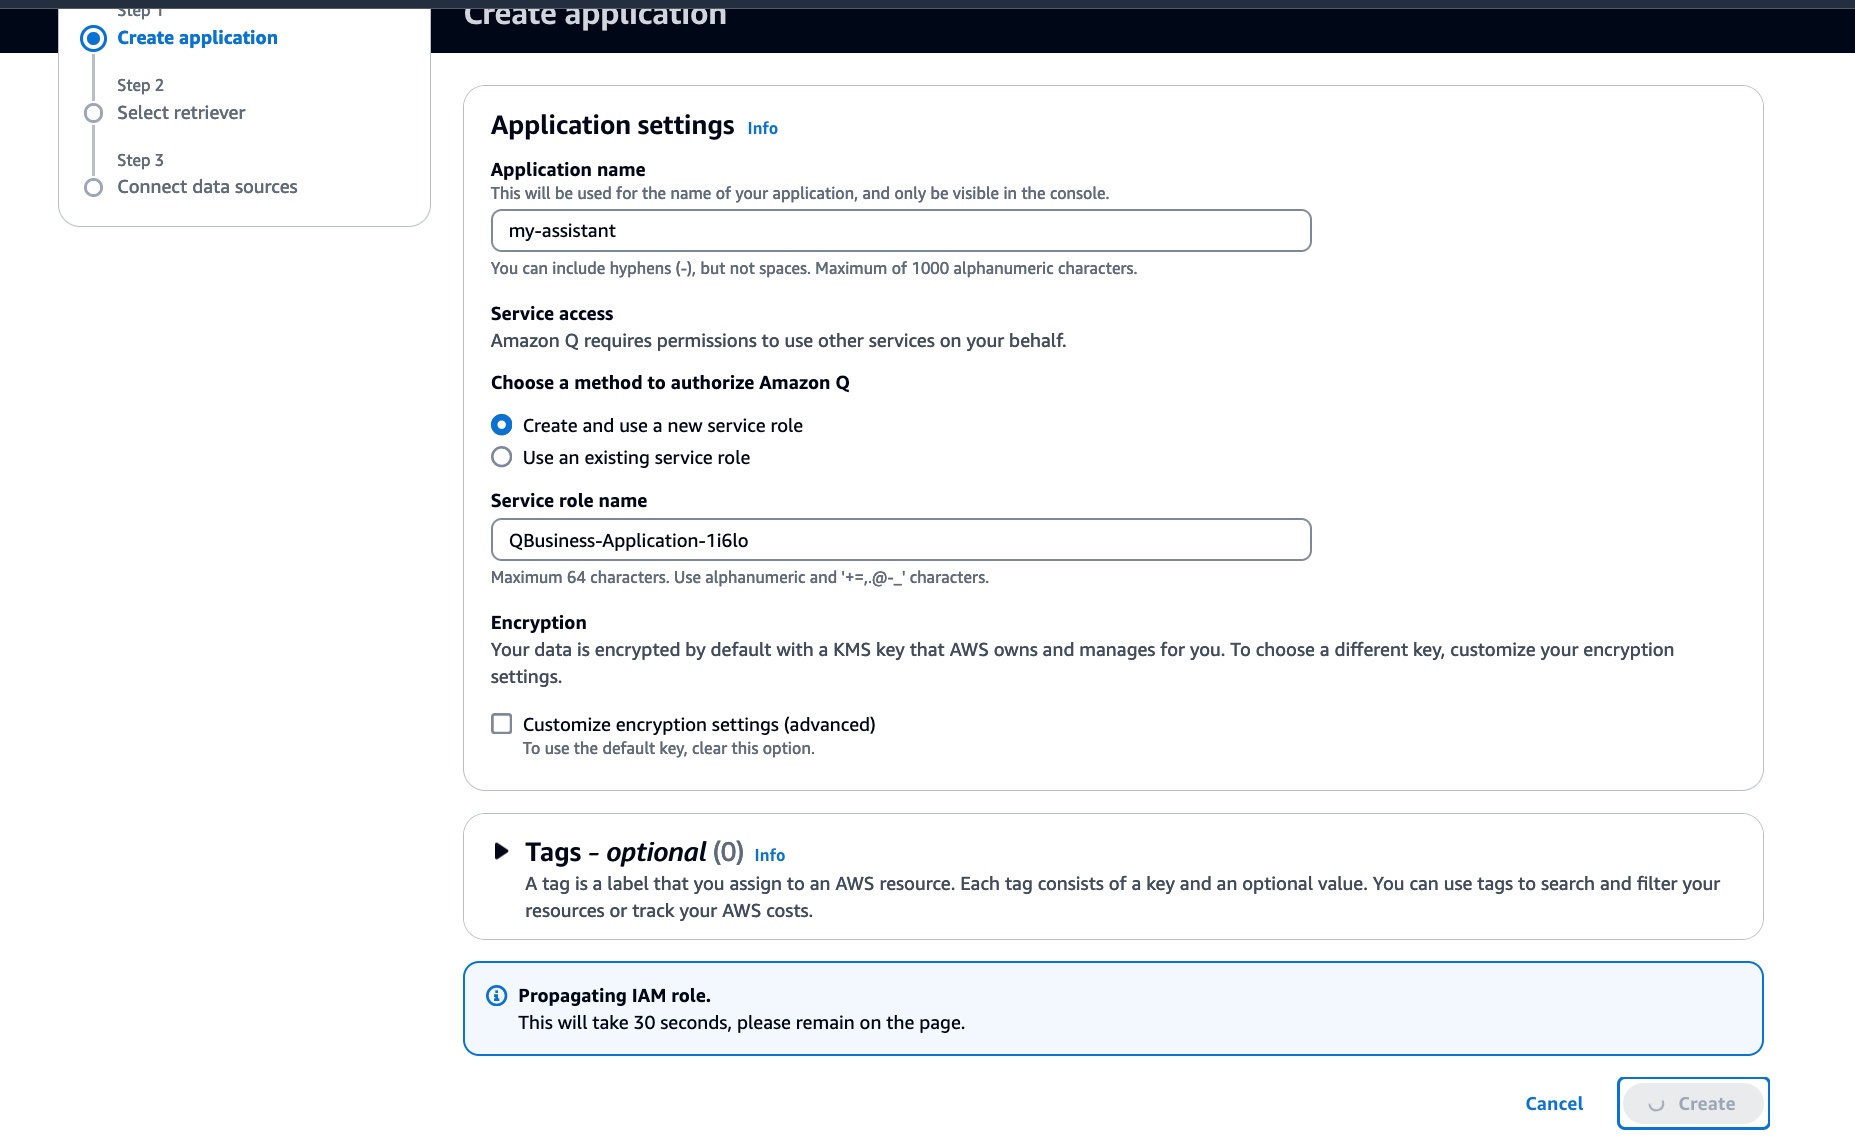 Step 1
Create application
Step 2
Select retriever
Step 3
Connect data sources
Create application
Application settings Info
Application name
This will be used for the name of your application, and only be visible in the console.
my-assistant
You can include hyphens (-), but not spaces. Maximum of 1000 alphanumeric characters.
Service access
Amazon Q requires permissions to use other services on your behalf.
Choose a method to authorize Amazon Q
Create and use a new service role
Use an existing service role
Service role name
QBusiness-Application-1i6lo
Maximum 64 characters. Use alphanumeric and '+=,.@-_' characters.
Encryption
Your data is encrypted by default with a KMS key that AWS owns and manages for you. To choose a different key, customize your encryption
settings.
Customize encryption settings (advanced)
To use the default key, clear this option.
Tags - optional (0) Info
A tag is a label that you assign to an AWS resource. Each tag consists of a key and an optional value. You can use tags to search and filter your
resources or track your AWS costs.
Propagating IAM role.
This will take 30 seconds, please remain on the page.
Cancel
Create